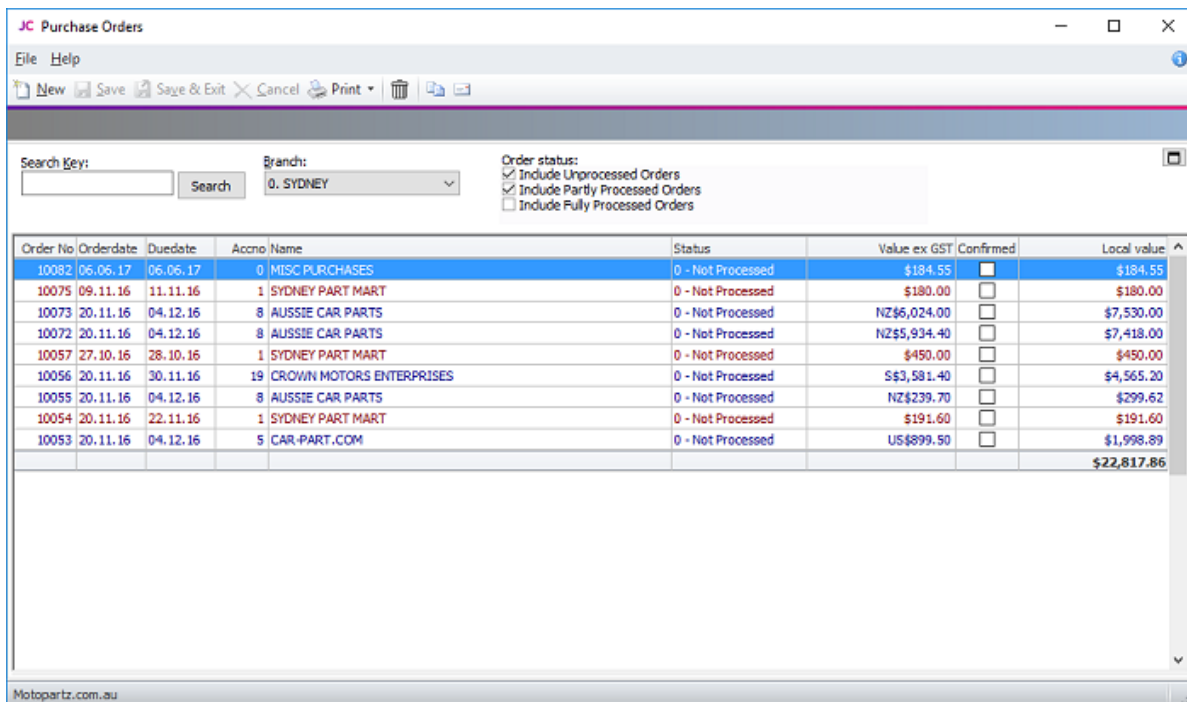 JC Purchase Orders
File Help
New Save Save & Exit Cancel Print
Search Key:
Search
Branch:
0. SYDNEY
Order status:
Include Unprocessed Orders
Include Partly Processed Orders
Include Fully Processed Orders
Order No Orderdate Duedate Accno Name Status Value ex GST Confirmed Local value
10082 06.06.17 06.06.17 0 MISC PURCHASES 0 - Not Processed $184.55 $184.55
10075 09.11.16 11.11.16 1 SYDNEY PART MART 0 - Not Processed $180.00 $180.00
10073 20.11.16 04.12.16 8 AUSSIE CAR PARTS 0 - Not Processed NZ$6,024.00 $7,530.00
10072 20.11.16 04.12.16 8 AUSSIE CAR PARTS 0 - Not Processed NZ$5,934.40 $7,418.00
10057 27.10.16 28.10.16 1 SYDNEY PART MART 0 - Not Processed $450.00 $450.00
10056 20.11.16 30.11.16 19 CROWN MOTORS ENTERPRISES 0 - Not Processed S$3,581.40 $4,565.20
10055 20.11.16 04.12.16 8 AUSSIE CAR PARTS 0 - Not Processed NZ$239.70 $299.62
10054 20.11.16 22.11.16 1 SYDNEY PART MART 0 - Not Processed $191.60 $191.60
10053 20.11.16 04.12.16 5 CAR-PART.COM 0 - Not Processed US$899.50 $1,998.89
$22,817.86
Motopartz.com.au